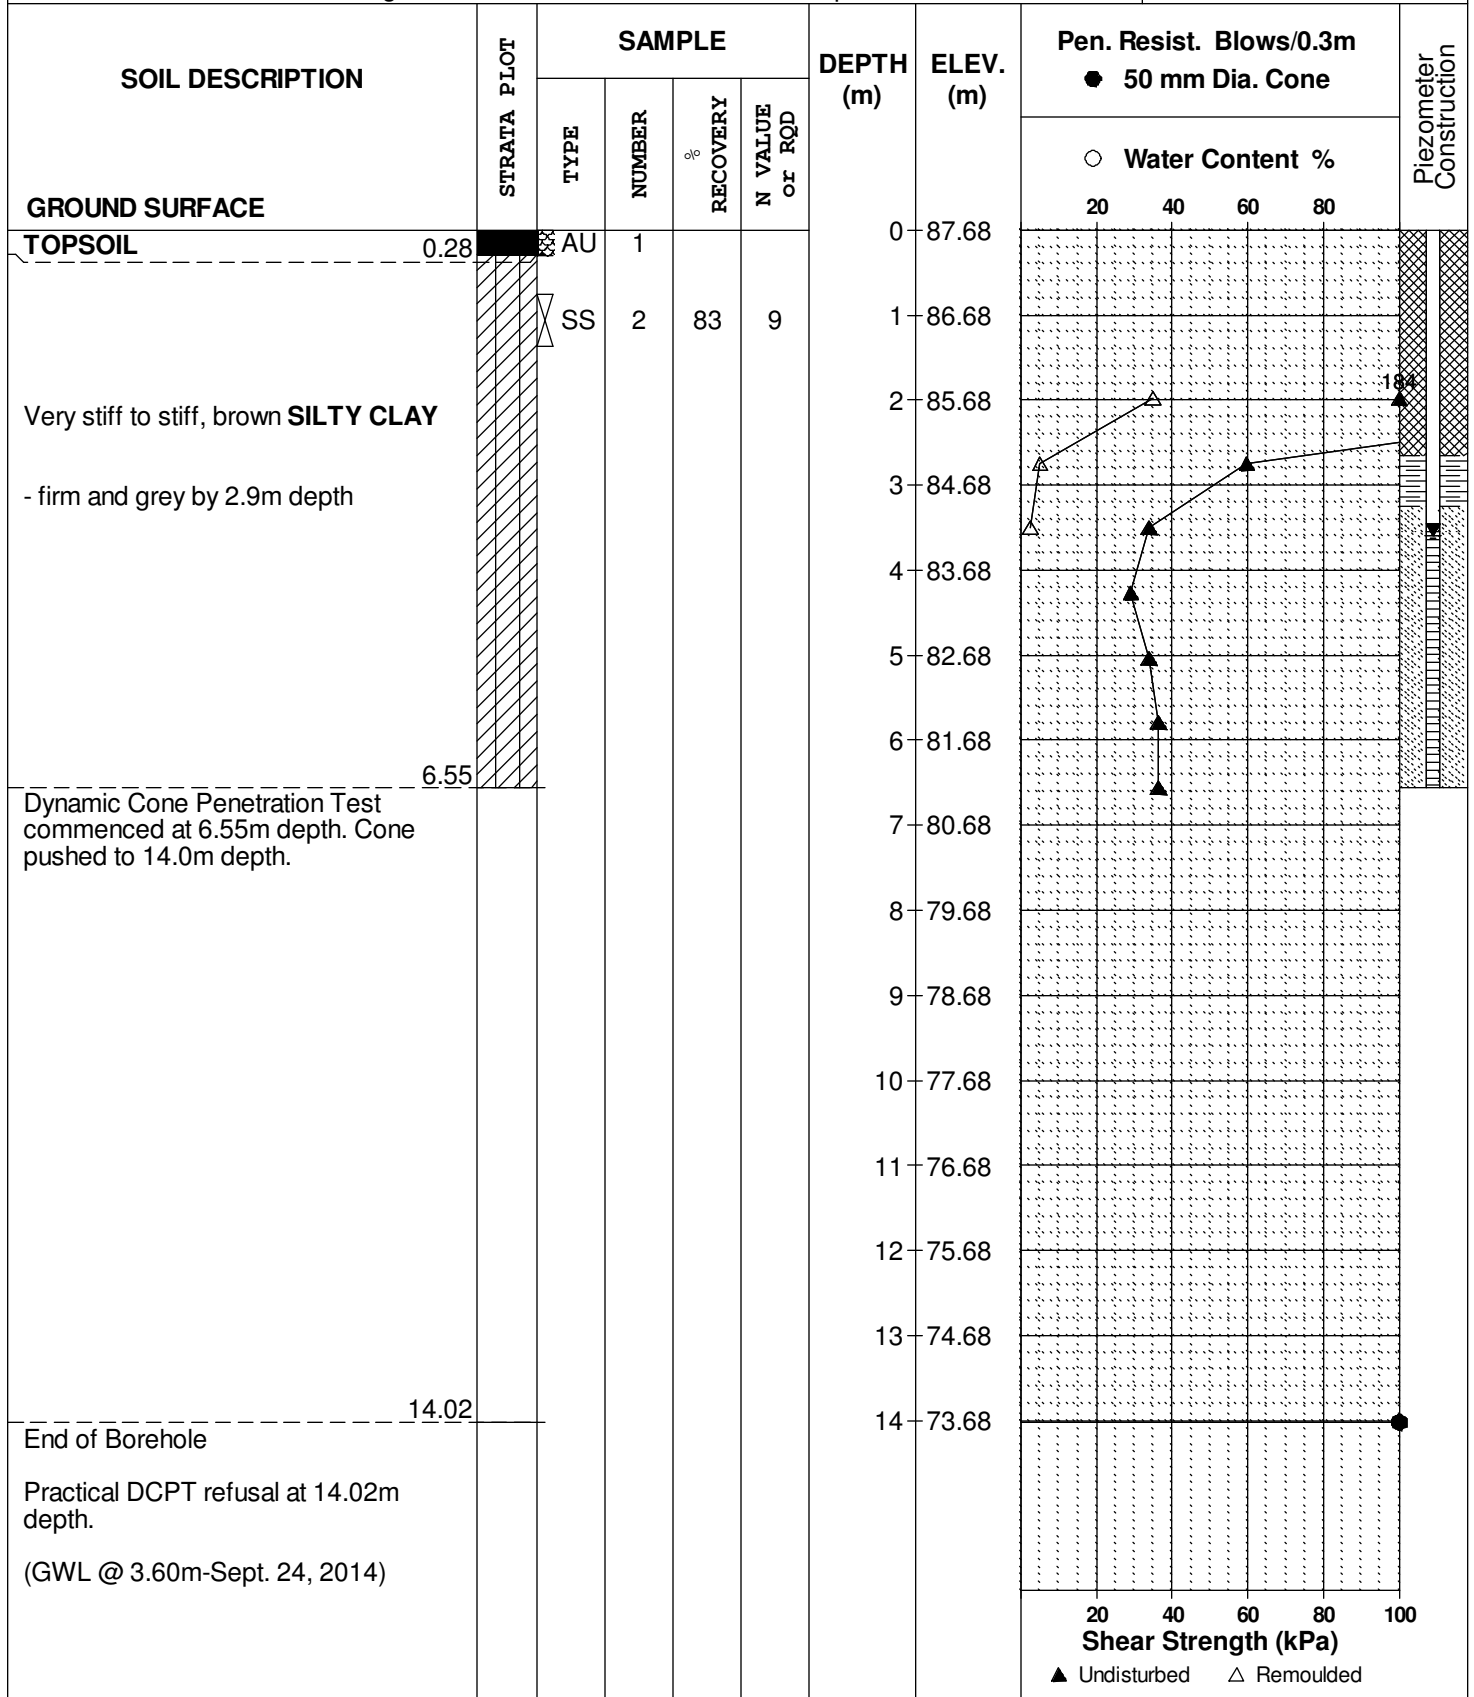 SOIL DESCRIPTION
GROUND SURFACE
STRATA PLOT
SAMPLE
TYPE
NUMBER
% RECOVERY
N VALUE or RQD
DEPTH (m)
ELEV. (m)
Pen. Resist. Blows/0.3m
● 50 mm Dia. Cone
○ Water Content %
20 40 60 80
Piezometer Construction
TOPSOIL 0.28
AU 1
0 87.68
SS 2 83 9
1 86.68
184
Very stiff to stiff, brown SILTY CLAY
2 85.68
- firm and grey by 2.9m depth
3 84.68
4 83.68
5 82.68
6 81.68
6.55
Dynamic Cone Penetration Test
commenced at 6.55m depth. Cone
pushed to 14.0m depth.
7 80.68
8 79.68
9 78.68
10 77.68
11 76.68
12 75.68
13 74.68
14.02
14 73.68
End of Borehole
Practical DCPT refusal at 14.02m
depth.
(GWL @ 3.60m-Sept. 24, 2014)
20 40 60 80 100
Shear Strength (kPa)
▲ Undisturbed △ Remoulded